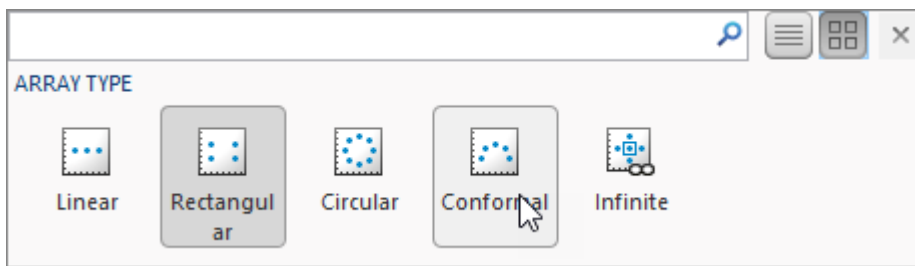 ARRAY TYPE
Linear
Rectangul
ar
Circular
Conformal
Infinite